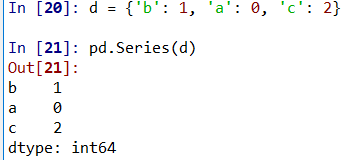 In [20]: d = {'b': 1, 'a': 0, 'c': 2}
In [21]: pd.Series(d)
Out[21]:
b    1
a    0
c    2
dtype: int64